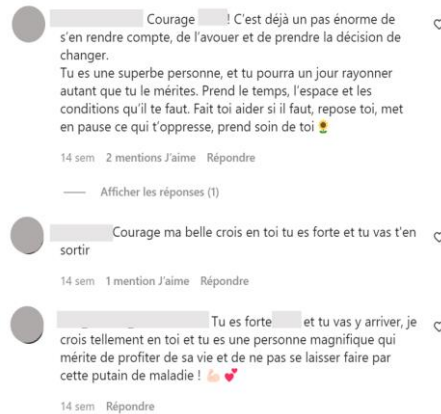 Courage ! C'est déjà un pas énorme de
s'en rendre compte, de l'avouer et de prendre la décision de
changer.
Tu es une superbe personne, et tu pourra un jour rayonner
autant que tu le mérites. Prend le temps, l'espace et les
conditions qu'il te faut. Fait toi aider si il faut, repose toi, met
en pause ce qui t'oppresse, prend soin de toi 🌻
14 sem 2 mentions J'aime Répondre
Afficher les réponses (1)
Courage ma belle crois en toi tu es forte et tu vas t'en
sortir
14 sem 1 mention J'aime Répondre
Tu es forte et tu vas y arriver, je
crois tellement en toi et tu es une personne magnifique qui
mérite de profiter de sa vie et de ne pas se laisser faire par
cette putain de maladie ! 💪🏻 💕
14 sem Répondre